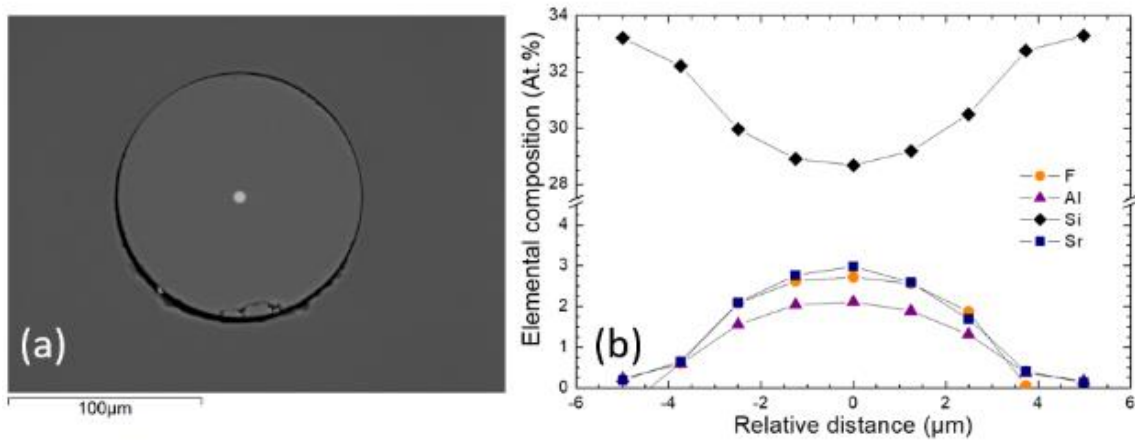 (a)
100μm
Elemental composition (At.%)
34
32
30
28
4
3
2
1
0
F
Al
Si
Sr
(b)
-6
-4
-2
0
2
4
6
Relative distance (μm)